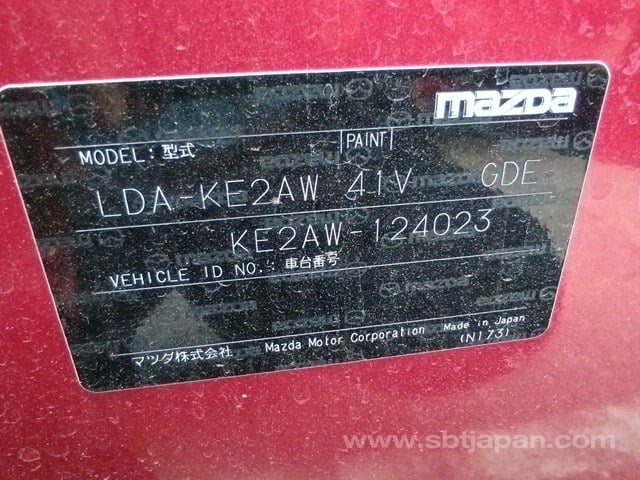 mazda
MODEL: 型式 PAINT
LDA-KE2AW 41V GDE
KE2AW-124023
VEHICLE ID NO.: 車台番号
マツダ株式会社 Mazda Motor Corporation Made in Japan
(N173)
www.sbtjapan.com